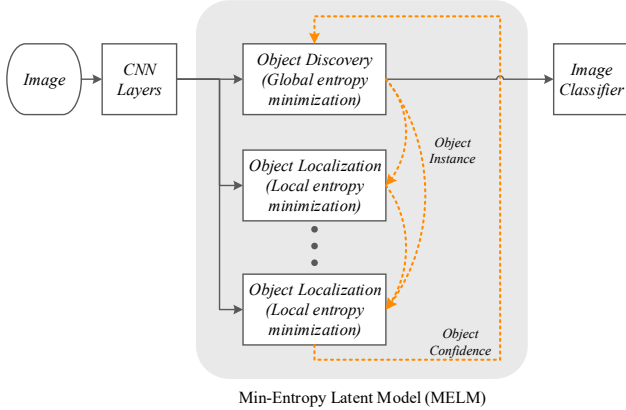 Image
CNN
Layers
Object Discovery
(Global entropy
minimization)
Image
Classifier
Object
Instance
Object Localization
(Local entropy
minimization)
Object Localization
(Local entropy
minimization)
Object
Confidence
Min-Entropy Latent Model (MELM)